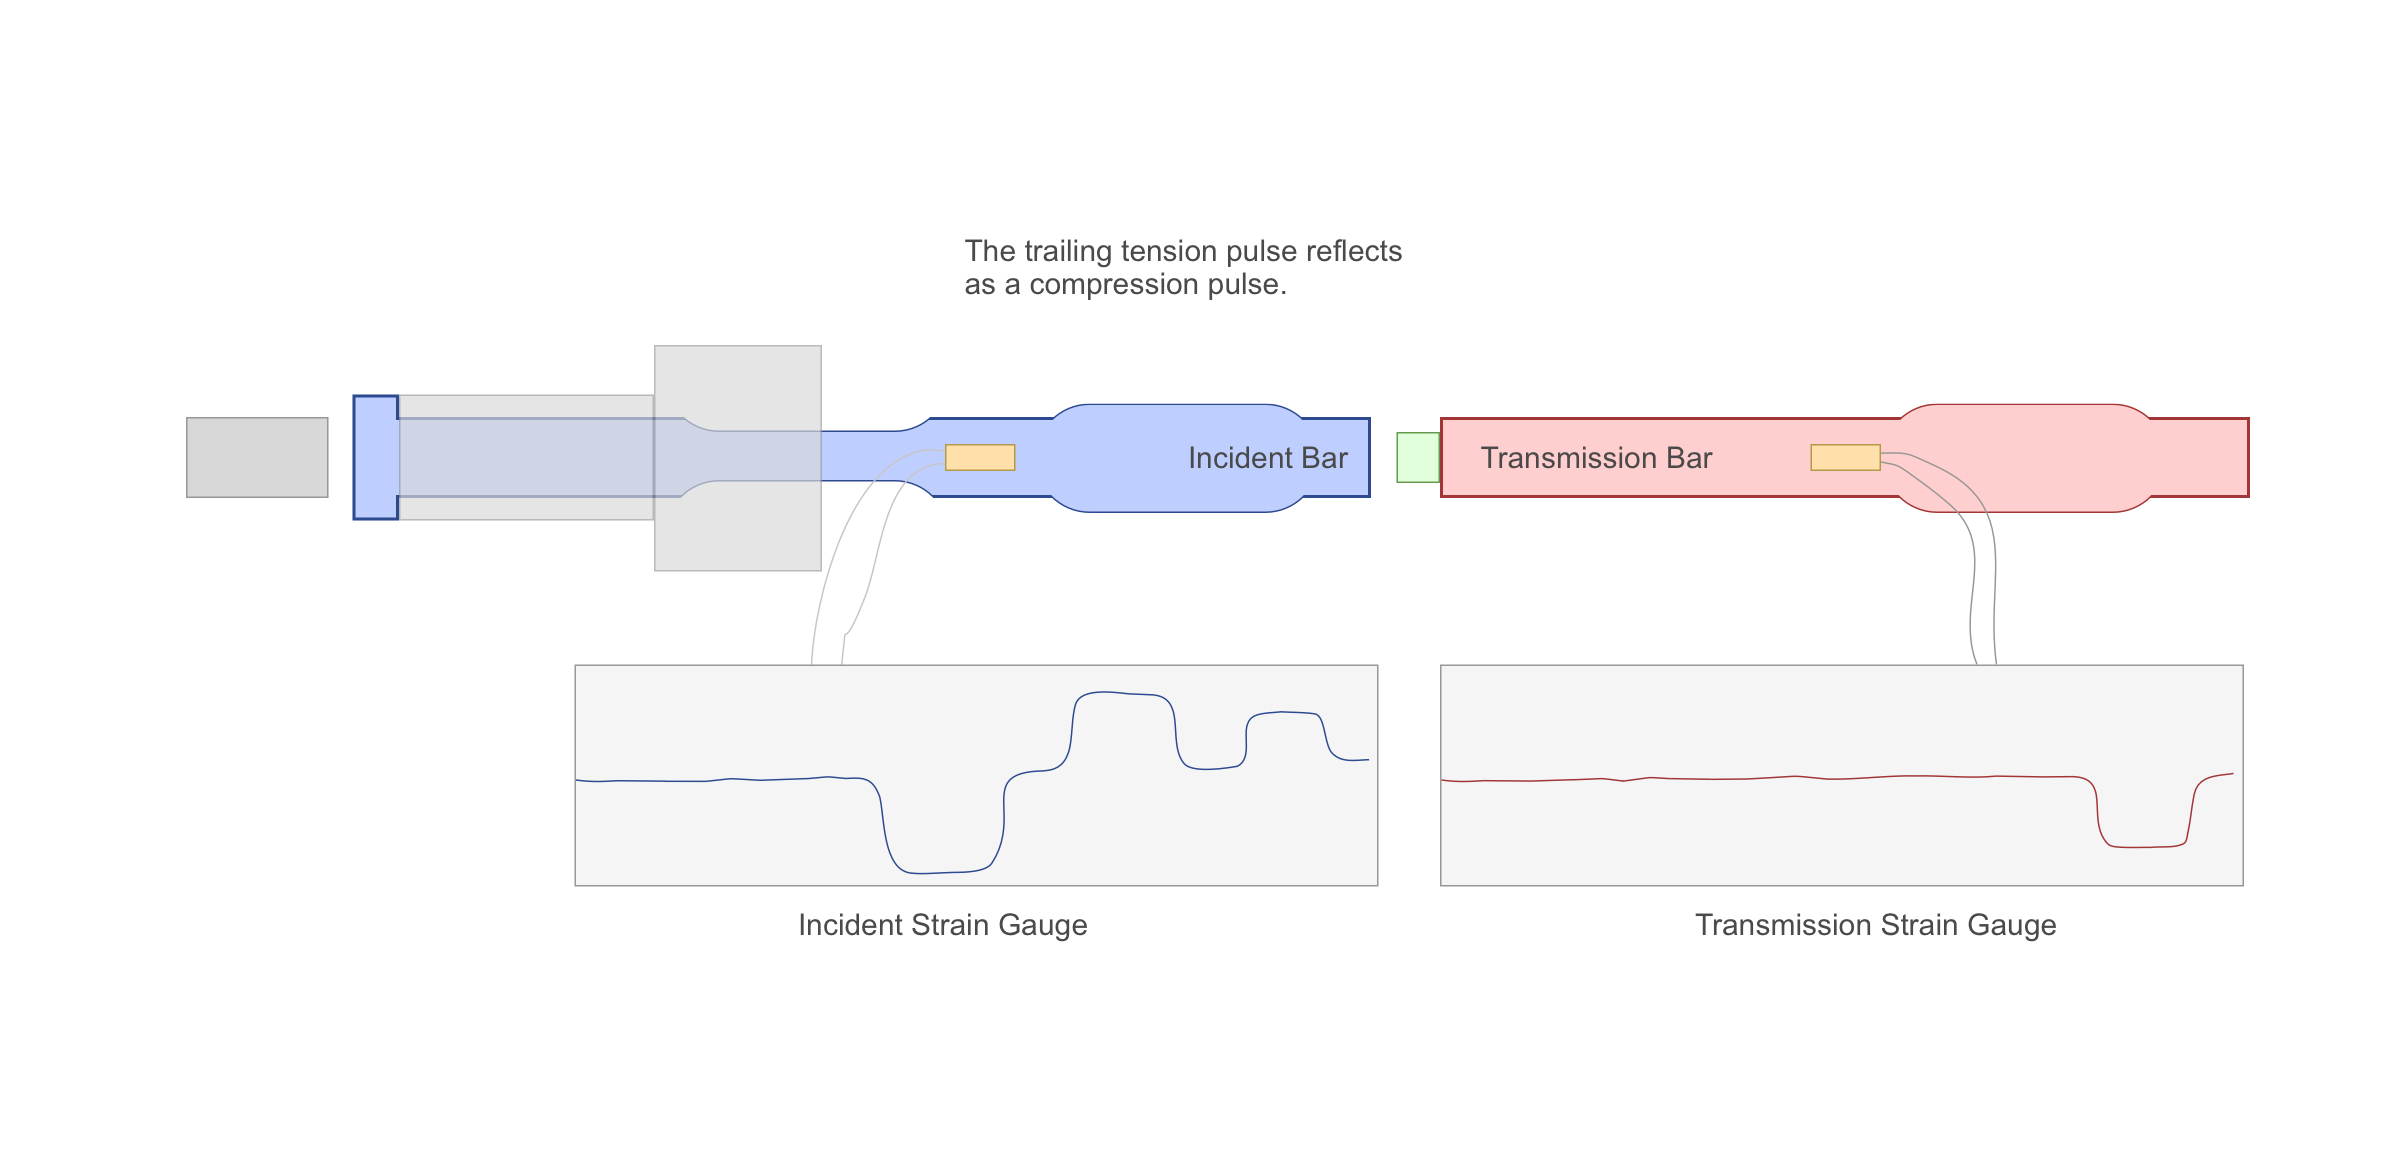 The trailing tension pulse reflects
as a compression pulse.
Incident Bar
Transmission Bar
Incident Strain Gauge
Transmission Strain Gauge